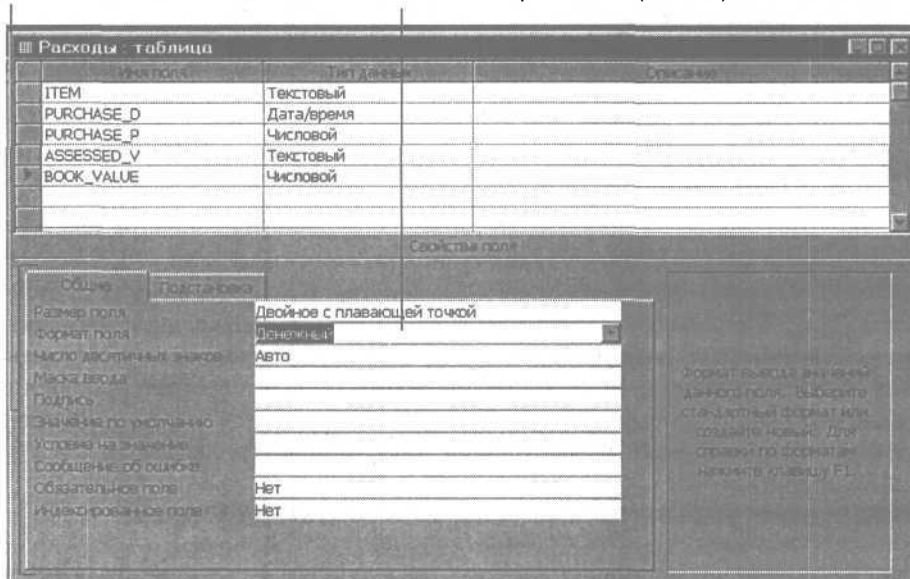 Расходы : таблица
Имя поля Тип данных Описание
ITEM Текстовый
PURCHASE_D Дата/время
PURCHASE_P Числовой
ASSESSED_V Текстовый
BOOK_VALUE Числовой
Свойства поля
Общие Подстановка
Размер поля Двойное с плавающей точкой
Формат поля Денежный
Число десятичных знаков Авто
Маска ввода
Подпись
Значение по умолчанию
Условие на значение
Сообщение об ошибке
Обязательное поле Нет
Индексированное поле Нет
Формат вывода значений
данного поля. Выберите
стандартный формат или
создайте новый. Для
справки по форматам
нажмите клавишу F1.